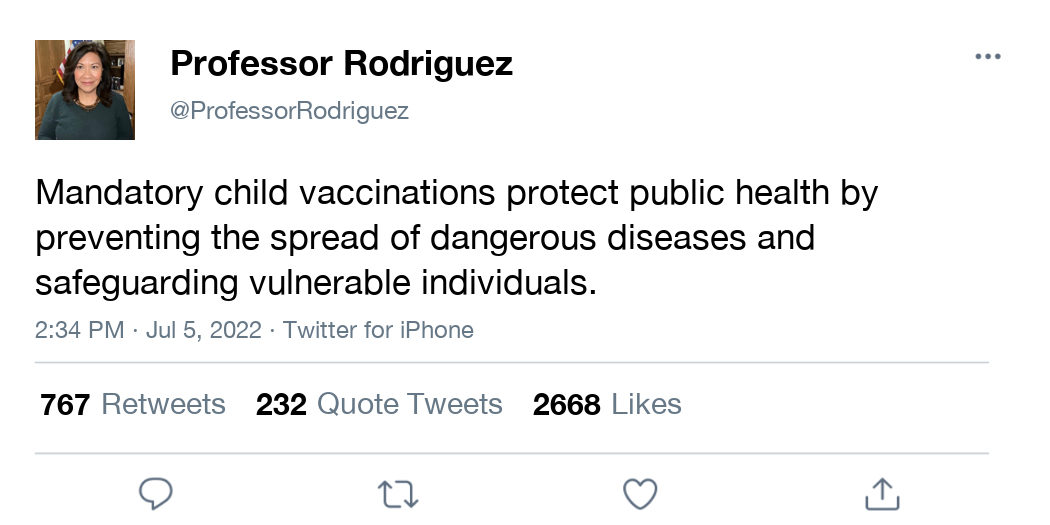 Professor Rodriguez
@ProfessorRodriguez
Mandatory child vaccinations protect public health by
preventing the spread of dangerous diseases and
safeguarding vulnerable individuals.
2:34 PM · Jul 5, 2022 · Twitter for iPhone
767 Retweets 232 Quote Tweets 2668 Likes